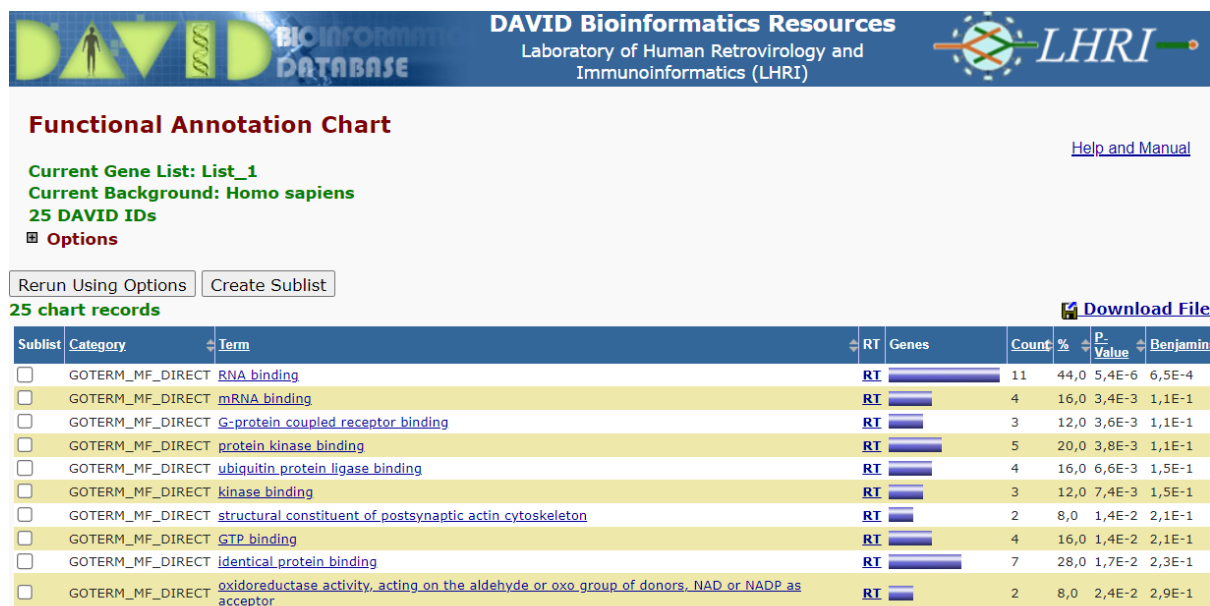 DAVID BIOINFORMATICS DATABASE
DAVID Bioinformatics Resources
Laboratory of Human Retrovirology and
Immunoinformatics (LHRI)
LHRI
Functional Annotation Chart
Help and Manual
Current Gene List: List_1
Current Background: Homo sapiens
25 DAVID IDs
Options
Rerun Using Options Create Sublist
25 chart records Download File
Sublist Category Term RT Genes Count % P-Value Benjamini
GOTERM_MF_DIRECT RNA binding RT 11 44,0 5,4E-6 6,5E-4
GOTERM_MF_DIRECT mRNA binding RT 4 16,0 3,4E-3 1,1E-1
GOTERM_MF_DIRECT G-protein coupled receptor binding RT 3 12,0 3,6E-3 1,1E-1
GOTERM_MF_DIRECT protein kinase binding RT 5 20,0 3,8E-3 1,1E-1
GOTERM_MF_DIRECT ubiquitin protein ligase binding RT 4 16,0 6,6E-3 1,5E-1
GOTERM_MF_DIRECT kinase binding RT 3 12,0 7,4E-3 1,5E-1
GOTERM_MF_DIRECT structural constituent of postsynaptic actin cytoskeleton RT 2 8,0 1,4E-2 2,1E-1
GOTERM_MF_DIRECT GTP binding RT 4 16,0 1,4E-2 2,1E-1
GOTERM_MF_DIRECT identical protein binding RT 7 28,0 1,7E-2 2,3E-1
GOTERM_MF_DIRECT oxidoreductase activity, acting on the aldehyde or oxo group of donors, NAD or NADP as
acceptor RT 2 8,0 2,4E-2 2,9E-1